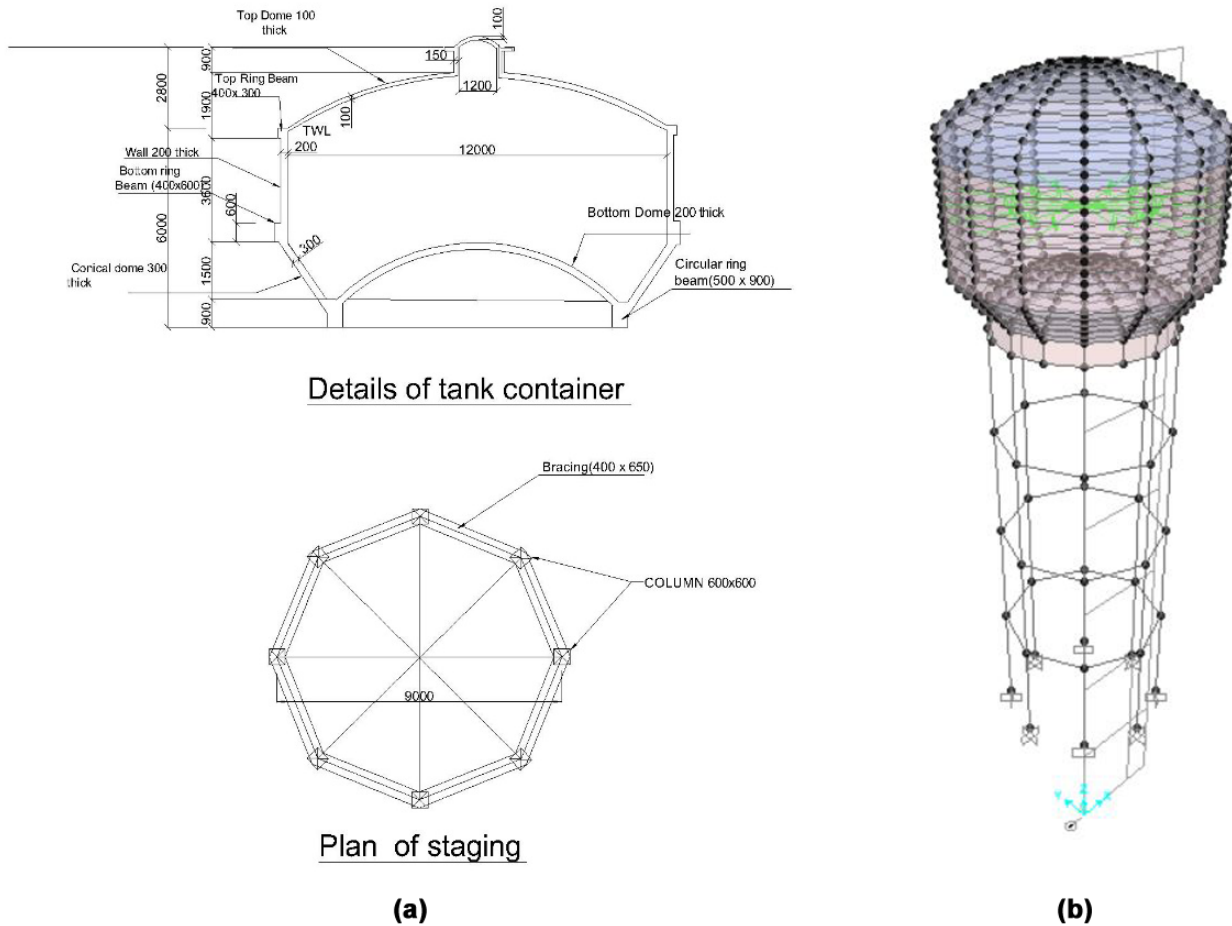 Top Dome 100
thick
100
150
1200
900
2800
Top Ring Beam
400x 300
1900
100
TWL
200
12000
Wall 200 thick
Bottom ring
Beam (400x600)
3600
600
6000
Bottom Dome 200 thick
300
Conical dome 300
thick
1500
Circular ring
beam(500 x 900)
900
Details of tank container
Bracing(400 x 650)
COLUMN 600x600
9000
Plan of staging
Z
Y
X
(a)
(b)